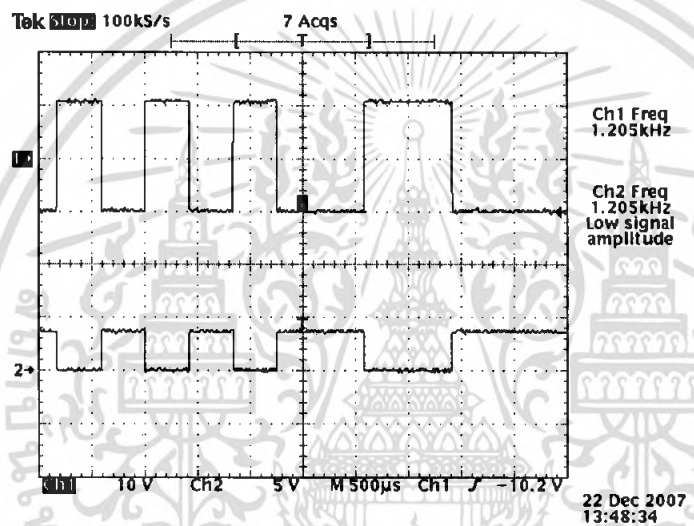 Tek Stop 100kS/s 7 Acqs
T
1
Ch1 Freq
1.205kHz
Ch2 Freq
1.205kHz
Low signal
amplitude
2
Ch1 10 V Ch2 5 V M 500µs Ch1 −10.2 V
22 Dec 2007
13:48:34